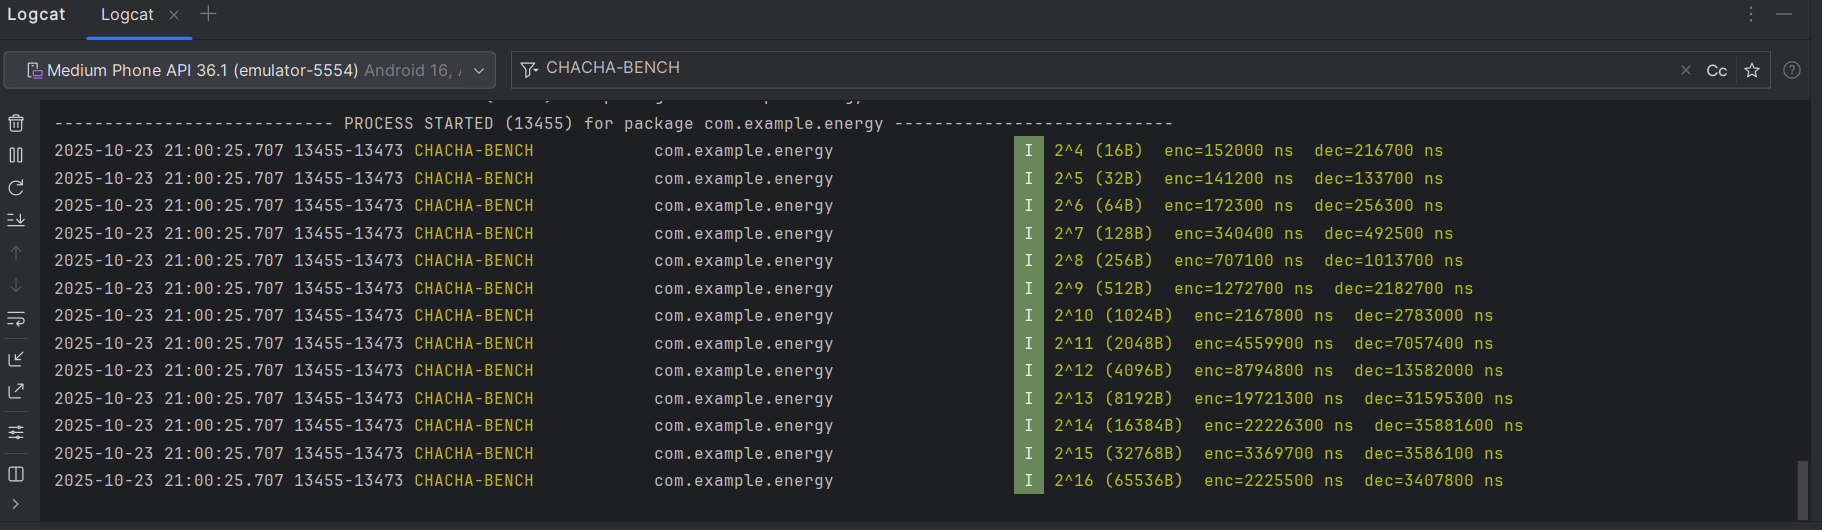 Logcat Logcat
Medium Phone API 36.1 (emulator-5554) Android 16, CHACHA-BENCH Cc
---------------------------- PROCESS STARTED (13455) for package com.example.energy ----------------------------
2025-10-23 21:00:25.707 13455-13473 CHACHA-BENCH com.example.energy I 2^4 (16B) enc=152000 ns dec=216700 ns
2025-10-23 21:00:25.707 13455-13473 CHACHA-BENCH com.example.energy I 2^5 (32B) enc=141200 ns dec=133700 ns
2025-10-23 21:00:25.707 13455-13473 CHACHA-BENCH com.example.energy I 2^6 (64B) enc=172300 ns dec=256300 ns
2025-10-23 21:00:25.707 13455-13473 CHACHA-BENCH com.example.energy I 2^7 (128B) enc=340400 ns dec=492500 ns
2025-10-23 21:00:25.707 13455-13473 CHACHA-BENCH com.example.energy I 2^8 (256B) enc=707100 ns dec=1013700 ns
2025-10-23 21:00:25.707 13455-13473 CHACHA-BENCH com.example.energy I 2^9 (512B) enc=1272700 ns dec=2182700 ns
2025-10-23 21:00:25.707 13455-13473 CHACHA-BENCH com.example.energy I 2^10 (1024B) enc=2167800 ns dec=2783000 ns
2025-10-23 21:00:25.707 13455-13473 CHACHA-BENCH com.example.energy I 2^11 (2048B) enc=4559900 ns dec=7057400 ns
2025-10-23 21:00:25.707 13455-13473 CHACHA-BENCH com.example.energy I 2^12 (4096B) enc=8794800 ns dec=13582000 ns
2025-10-23 21:00:25.707 13455-13473 CHACHA-BENCH com.example.energy I 2^13 (8192B) enc=19721300 ns dec=31595300 ns
2025-10-23 21:00:25.707 13455-13473 CHACHA-BENCH com.example.energy I 2^14 (16384B) enc=22226300 ns dec=35881600 ns
2025-10-23 21:00:25.707 13455-13473 CHACHA-BENCH com.example.energy I 2^15 (32768B) enc=3369700 ns dec=3586100 ns
2025-10-23 21:00:25.707 13455-13473 CHACHA-BENCH com.example.energy I 2^16 (65536B) enc=2225500 ns dec=3407800 ns